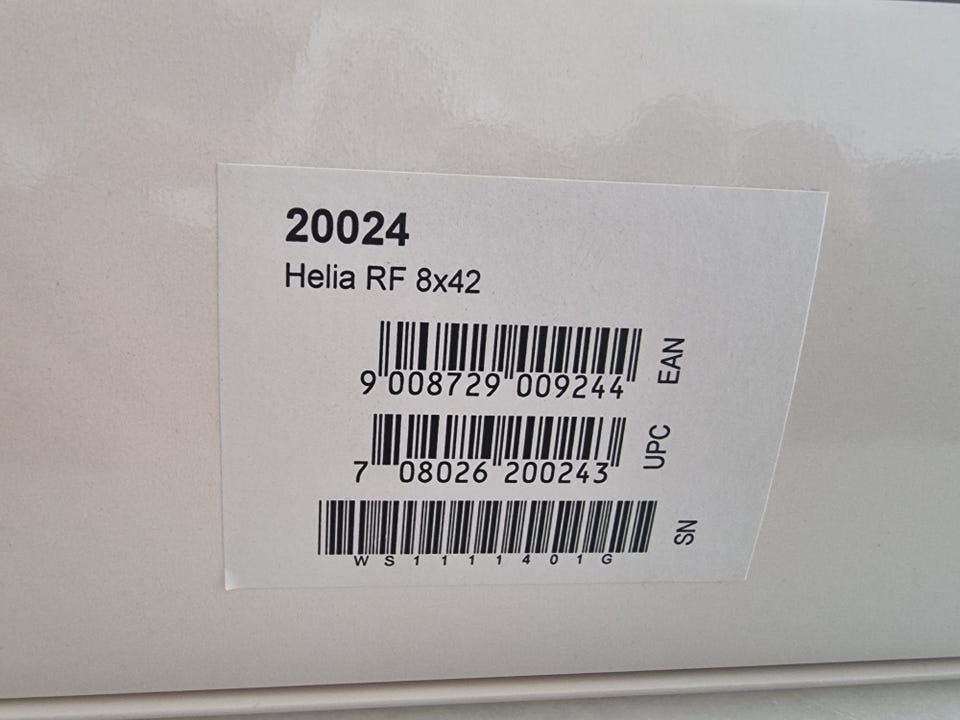 20024
Helia RF 8x42
9 008729 009244 EAN
7 08026 200243 UPC
WS1111401G SN